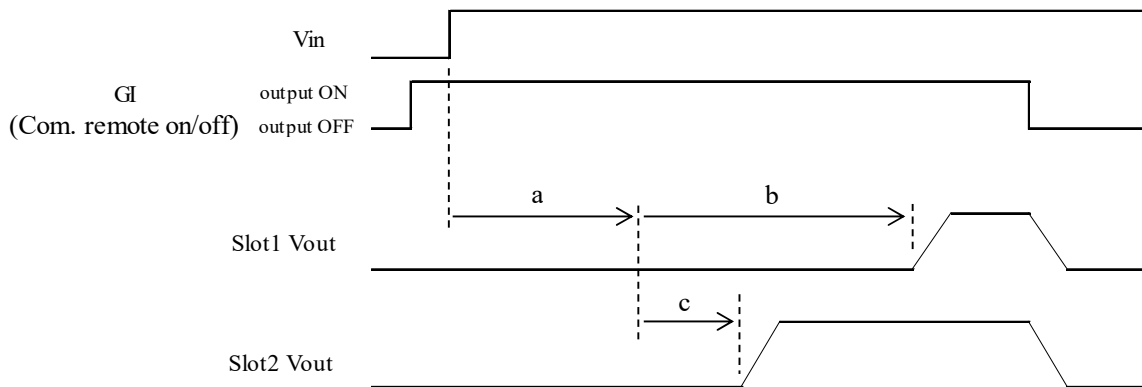 Vin
GI
(Com. remote on/off)
output ON
output OFF
a
b
Slot1 Vout
c
Slot2 Vout